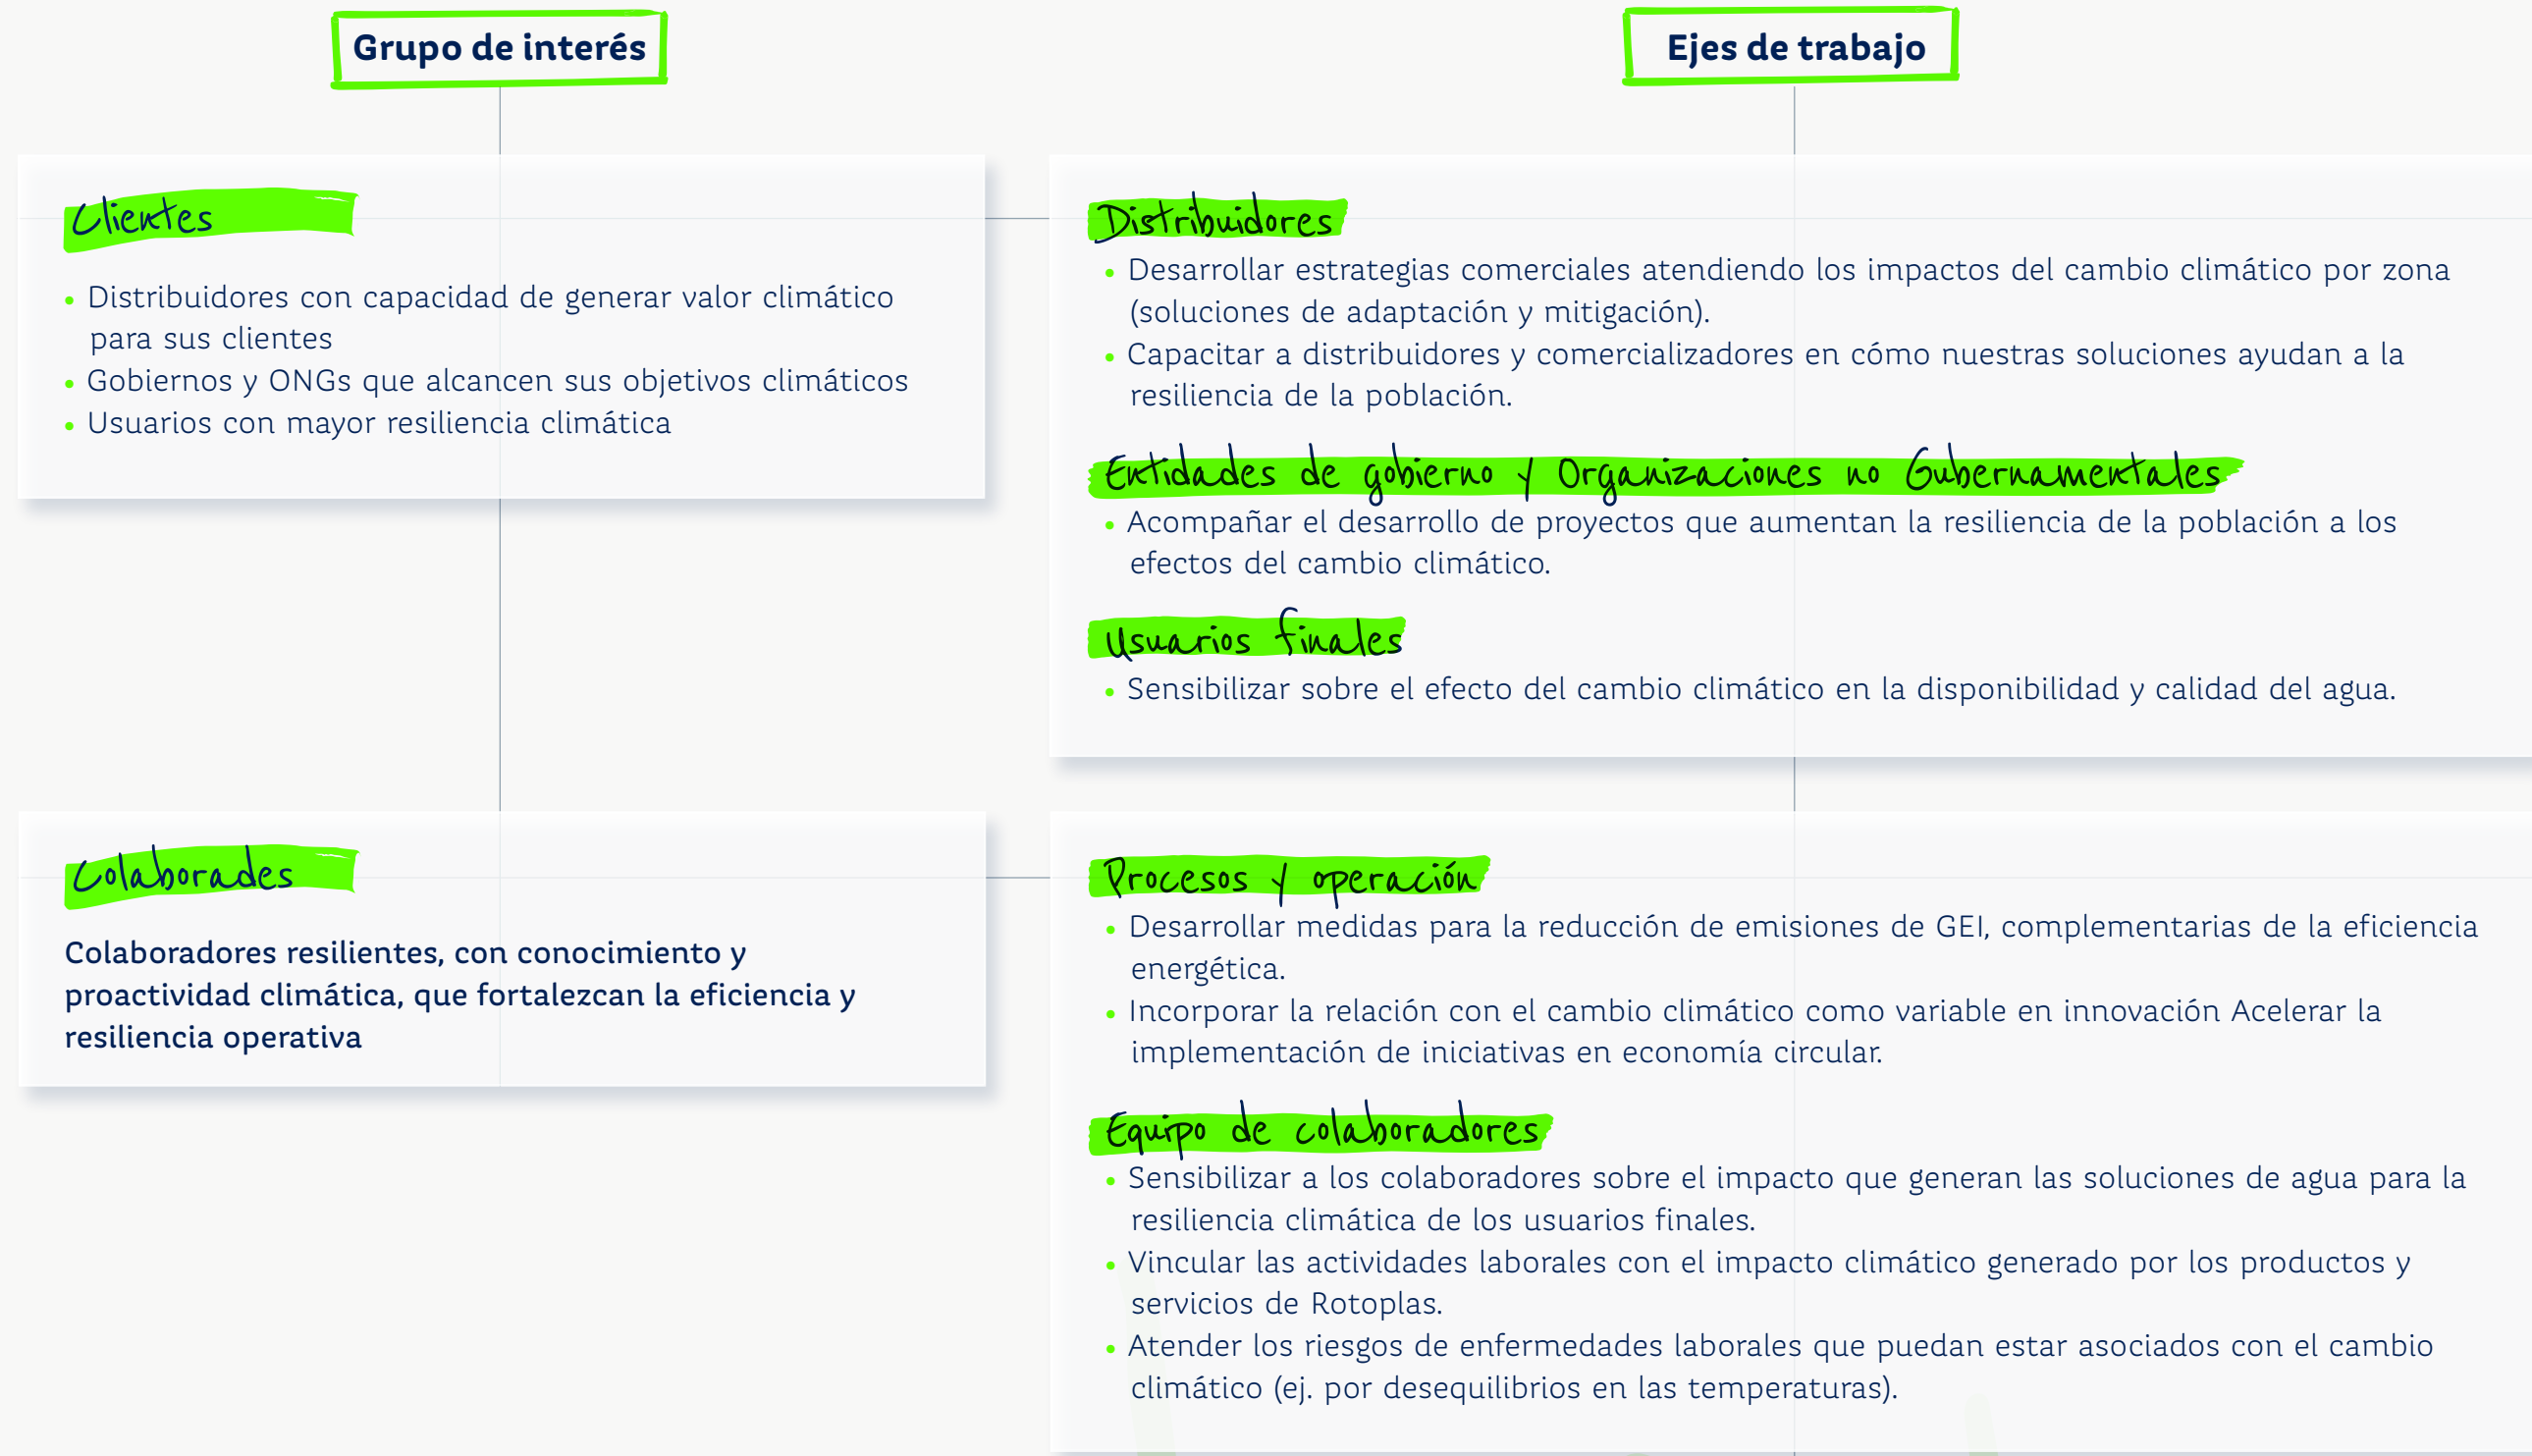 Grupo de interés
Ejes de trabajo
Clientes
• Distribuidores con capacidad de generar valor climático
para sus clientes
• Gobiernos y ONGs que alcancen sus objetivos climáticos
• Usuarios con mayor resiliencia climática
Distribuidores
• Desarrollar estrategias comerciales atendiendo los impactos del cambio climático por zona
(soluciones de adaptación y mitigación).
• Capacitar a distribuidores y comercializadores en cómo nuestras soluciones ayudan a la
resiliencia de la población.
Entidades de gobierno y Organizaciones no Gubernamentales
• Acompañar el desarrollo de proyectos que aumentan la resiliencia de la población a los
efectos del cambio climático.
Usuarios finales
• Sensibilizar sobre el efecto del cambio climático en la disponibilidad y calidad del agua.
Colaborades
Colaboradores resilientes, con conocimiento y
proactividad climática, que fortalezcan la eficiencia y
resiliencia operativa
Procesos y operación
• Desarrollar medidas para la reducción de emisiones de GEI, complementarias de la eficiencia
energética.
• Incorporar la relación con el cambio climático como variable en innovación Acelerar la
implementación de iniciativas en economía circular.
Equipo de colaboradores
• Sensibilizar a los colaboradores sobre el impacto que generan las soluciones de agua para la
resiliencia climática de los usuarios finales.
• Vincular las actividades laborales con el impacto climático generado por los productos y
servicios de Rotoplas.
• Atender los riesgos de enfermedades laborales que puedan estar asociados con el cambio
climático (ej. por desequilibrios en las temperaturas).